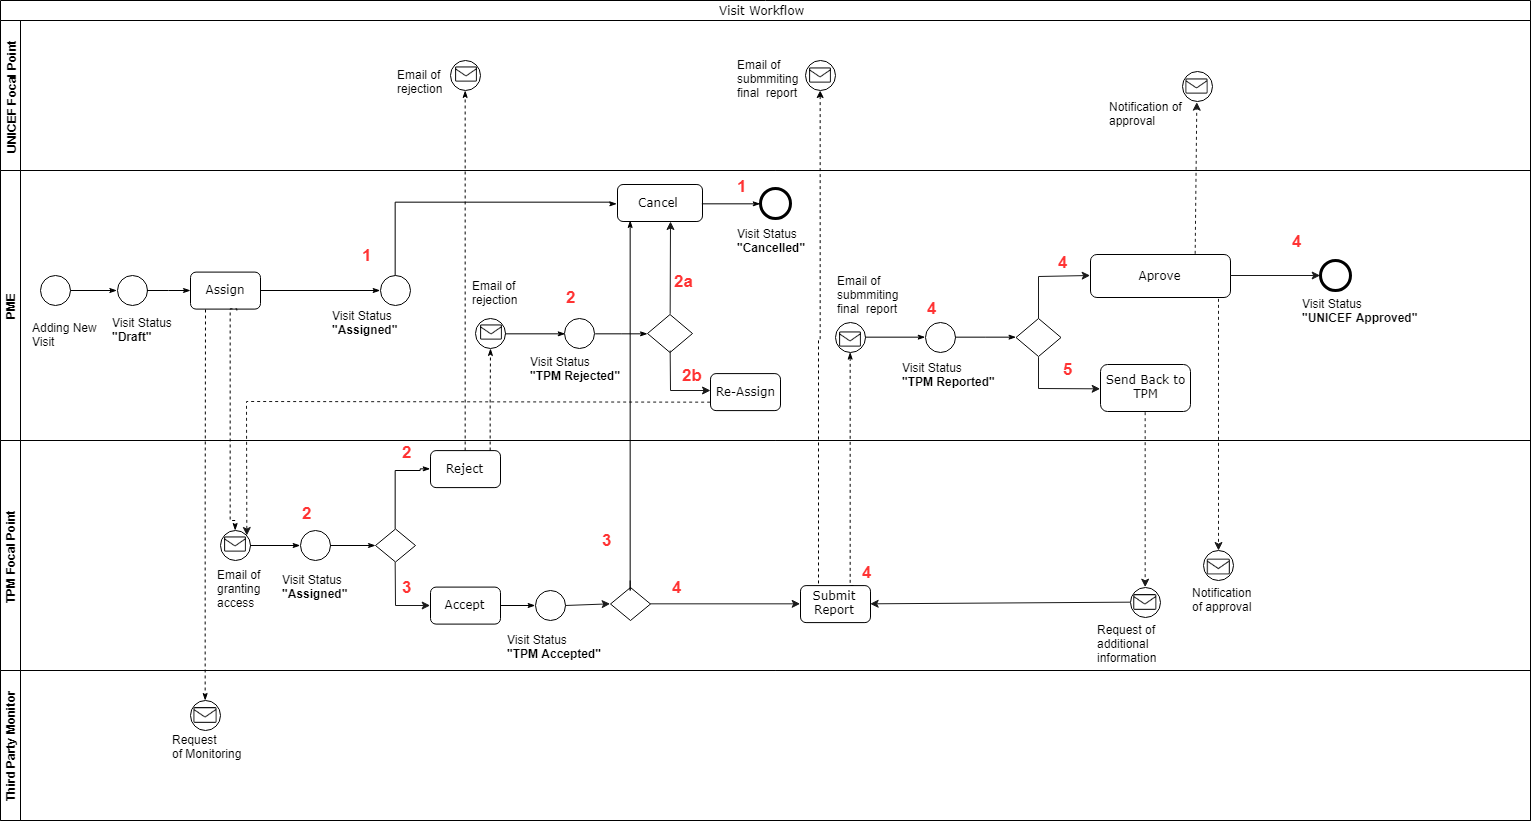 Visit Workflow
UNICEF Focal Point
Email of
rejection
Email of
submmiting
final report
Notification of
approval
PME
Adding New
Visit
Visit Status
"Draft"
Assign
1
Visit Status
"Assigned"
Cancel
1
Visit Status
"Cancelled"
Email of
rejection
2
Visit Status
"TPM Rejected"
2a
2b
Re-Assign
Email of
submmiting
final report
4
Visit Status
"TPM Reported"
4
Aprove
4
Visit Status
"UNICEF Approved"
5
Send Back to
TPM
TPM Focal Point
Email of
granting
access
2
Visit Status
"Assigned"
2
Reject
3
Accept
Visit Status
"TPM Accepted"
3
4
4
Submit
Report
Request of
additional
information
Notification
of approval
Third Party Monitor
Request
of Monitoring